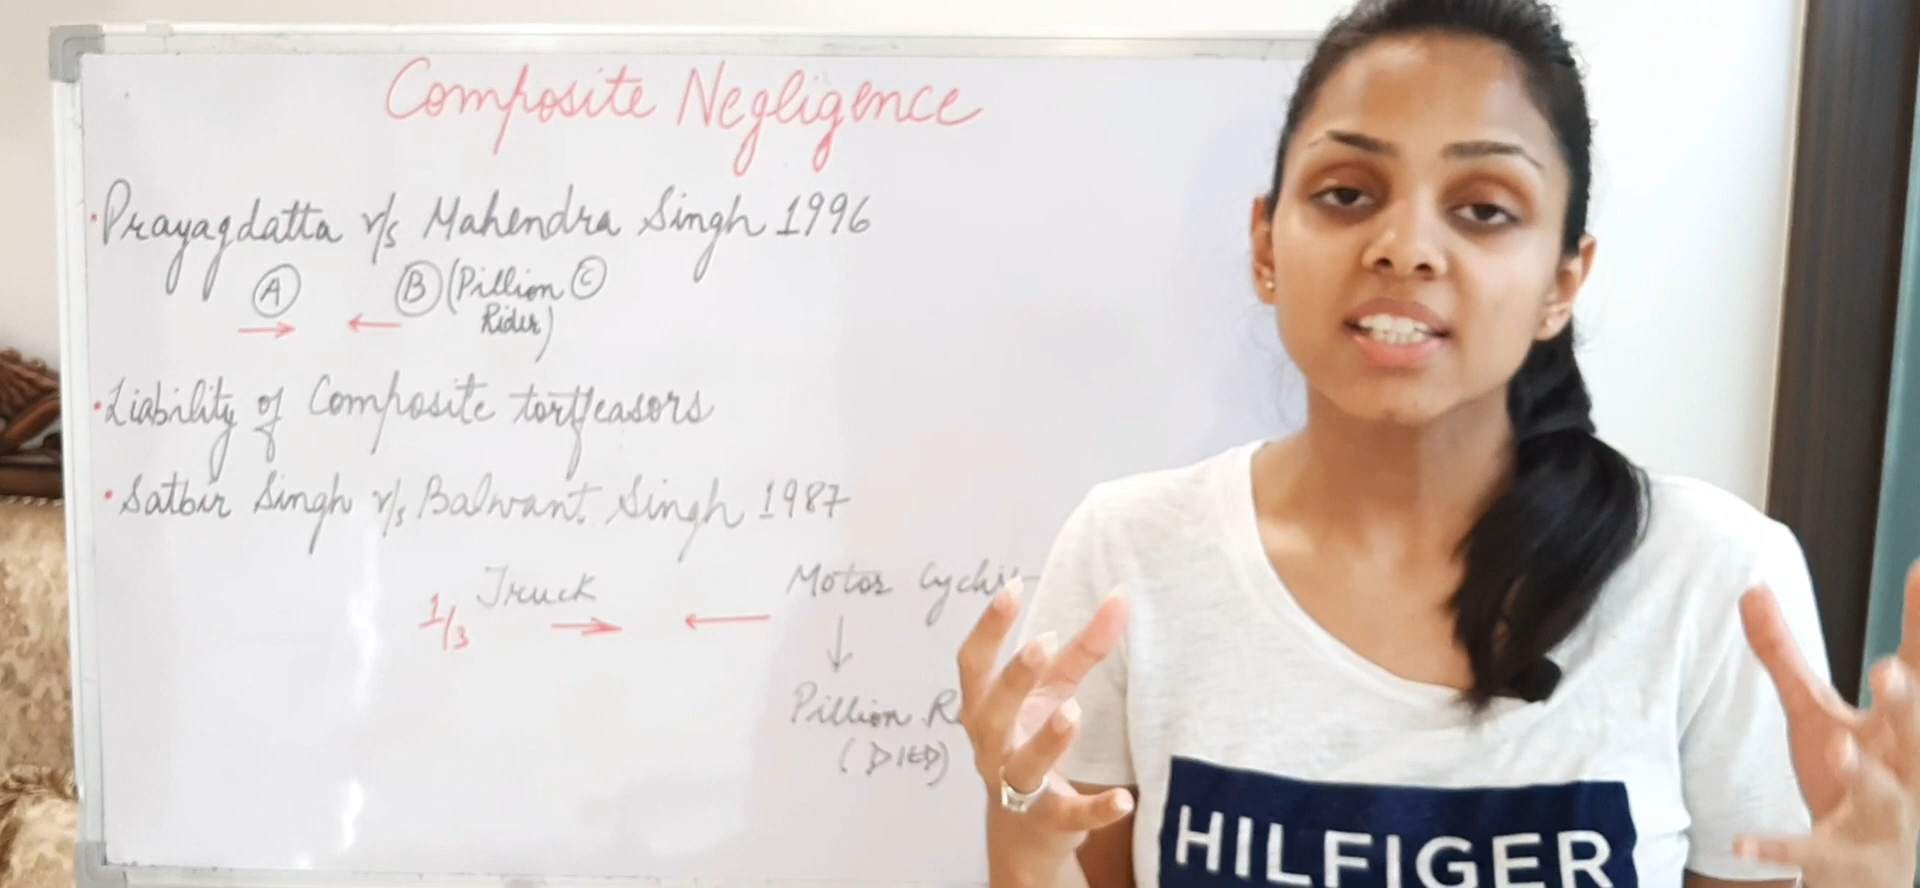 Composite Negligence
• Prayagdatta v/s Mahendra Singh 1996
A B (Pillion C
Rider)
• Liability of Composite tortfeasors
• Satbir Singh v/s Balwant Singh 1987
1/3 Truck Motor
Pillion
(DIED)
HILFIGER